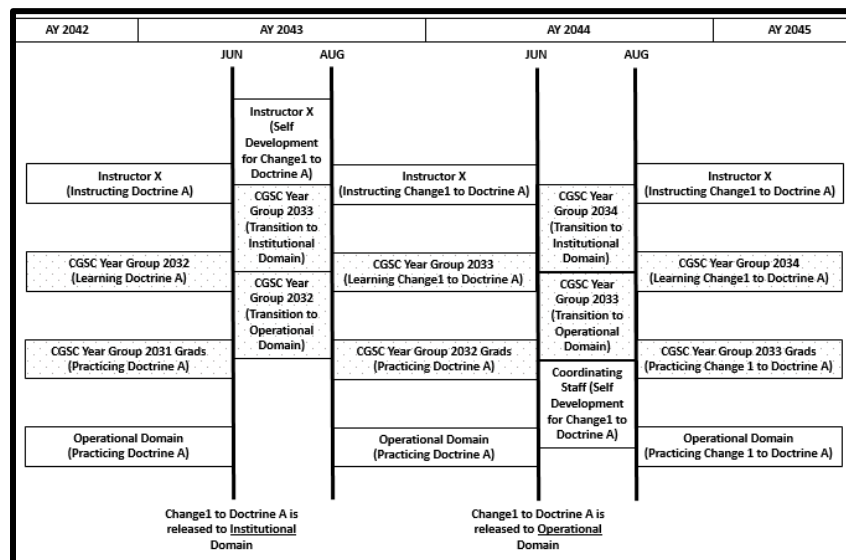 AY 2042
AY 2043
AY 2044
AY 2045
JUN
AUG
JUN
AUG
Instructor X
(Self
Development
for Change1 to
Doctrine A)
Instructor X
(Instructing Doctrine A)
Instructor X
(Instructing Change1 to Doctrine A)
Instructor X
(Instructing Change1 to Doctrine A)
CGSC Year
Group 2033
(Transition to
Institutional
Domain)
CGSC Year
Group 2034
(Transition to
Institutional
Domain)
CGSC Year Group 2032
(Learning Doctrine A)
CGSC Year Group 2033
(Learning Change1 to Doctrine A)
CGSC Year Group 2034
(Learning Change1 to Doctrine A)
CGSC Year
Group 2032
(Transition to
Operational
Domain)
CGSC Year
Group 2033
(Transition to
Operational
Domain)
CGSC Year Group 2031 Grads
(Practicing Doctrine A)
CGSC Year Group 2032 Grads
(Practicing Doctrine A)
CGSC Year Group 2033 Grads
(Practicing Change 1 to Doctrine A)
Coordinating
Staff (Self
Development
for Change1 to
Doctrine A)
Operational Domain
(Practicing Doctrine A)
Operational Domain
(Practicing Doctrine A)
Operational Domain
(Practicing Change 1 to Doctrine A)
Change1 to Doctrine A is
released to Institutional
Domain
Change1 to Doctrine A is
released to Operational
Domain